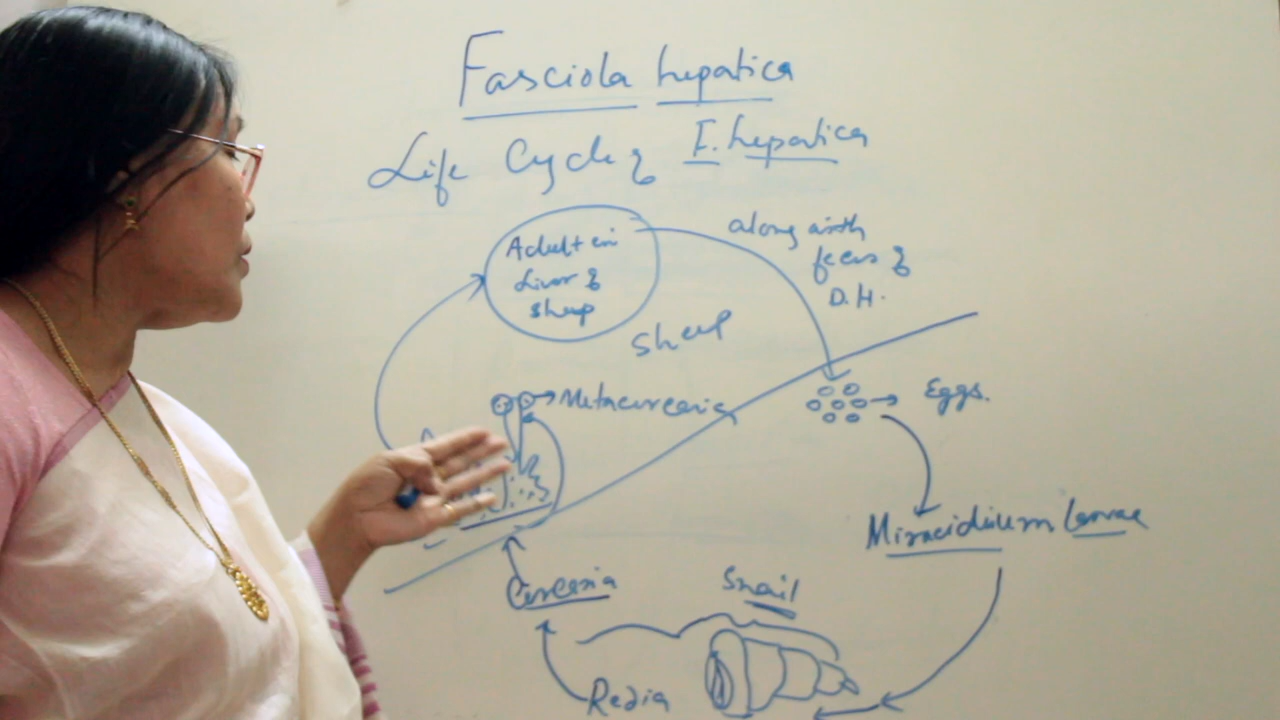 Fasciola hepatica
Life Cycle of F. hepatica
Adult in
Liver of
sheep
along with
feces of
D.H.
Sheep
Metacercaria
Eggs.
Miracidium Larvae
Cercaria
Snail
Redia